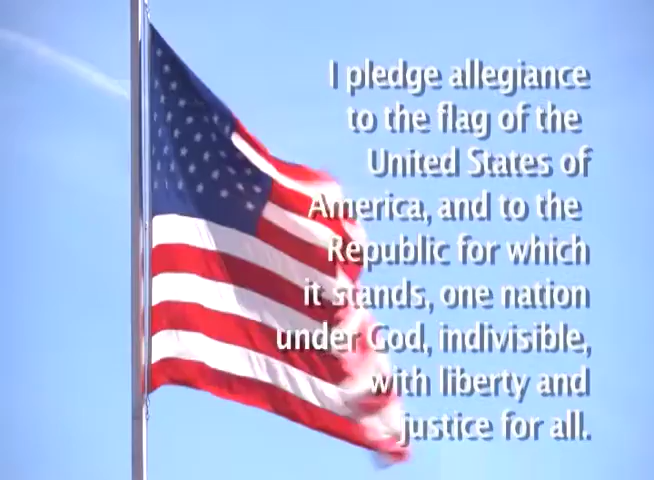 I pledge allegiance
to the flag of the
United States of
America, and to the
Republic for which
it stands, one nation
under God, indivisible,
with liberty and
justice for all.